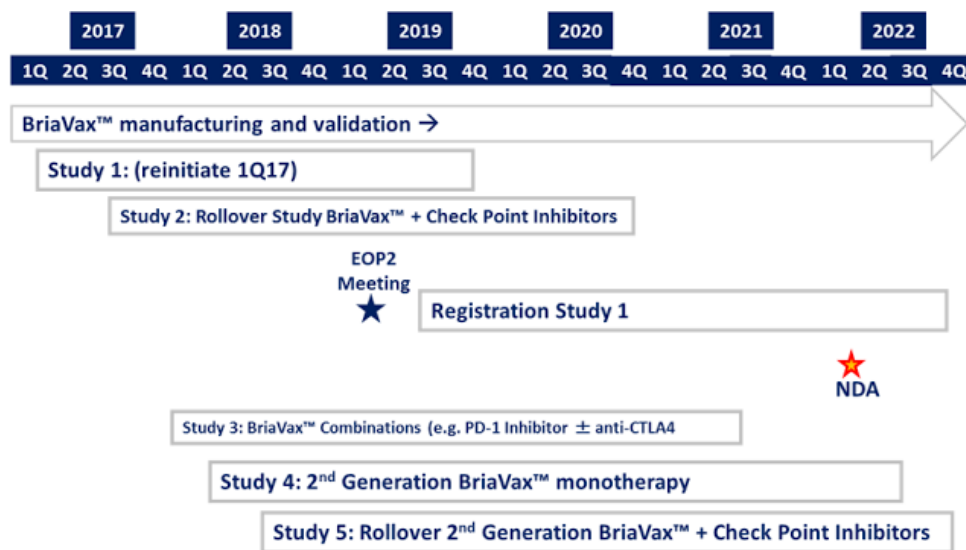 2017 2018 2019 2020 2021 2022
1Q 2Q 3Q 4Q 1Q 2Q 3Q 4Q 1Q 2Q 3Q 4Q 1Q 2Q 3Q 4Q 1Q 2Q 3Q 4Q 1Q 2Q 3Q 4Q
BriaVax™ manufacturing and validation →
Study 1: (reinitiate 1Q17)
Study 2: Rollover Study BriaVax™ + Check Point Inhibitors
EOP2
Meeting
Registration Study 1
NDA
Study 3: BriaVax™ Combinations (e.g. PD-1 Inhibitor ± anti-CTLA4
Study 4: 2nd Generation BriaVax™ monotherapy
Study 5: Rollover 2nd Generation BriaVax™ + Check Point Inhibitors